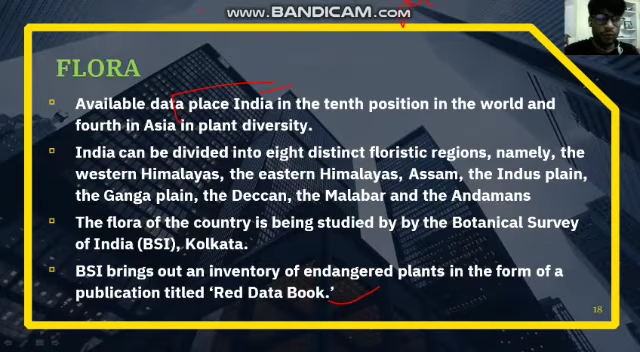 WWW.BANDICAM.COM
FLORA
Available data place India in the tenth position in the world and
fourth in Asia in plant diversity.
India can be divided into eight distinct floristic regions, namely, the
western Himalayas, the eastern Himalayas, Assam, the Indus plain,
the Ganga plain, the Deccan, the Malabar and the Andamans
The flora of the country is being studied by by the Botanical Survey
of India (BSI), Kolkata.
BSI brings out an inventory of endangered plants in the form of a
publication titled ‘Red Data Book.’
18